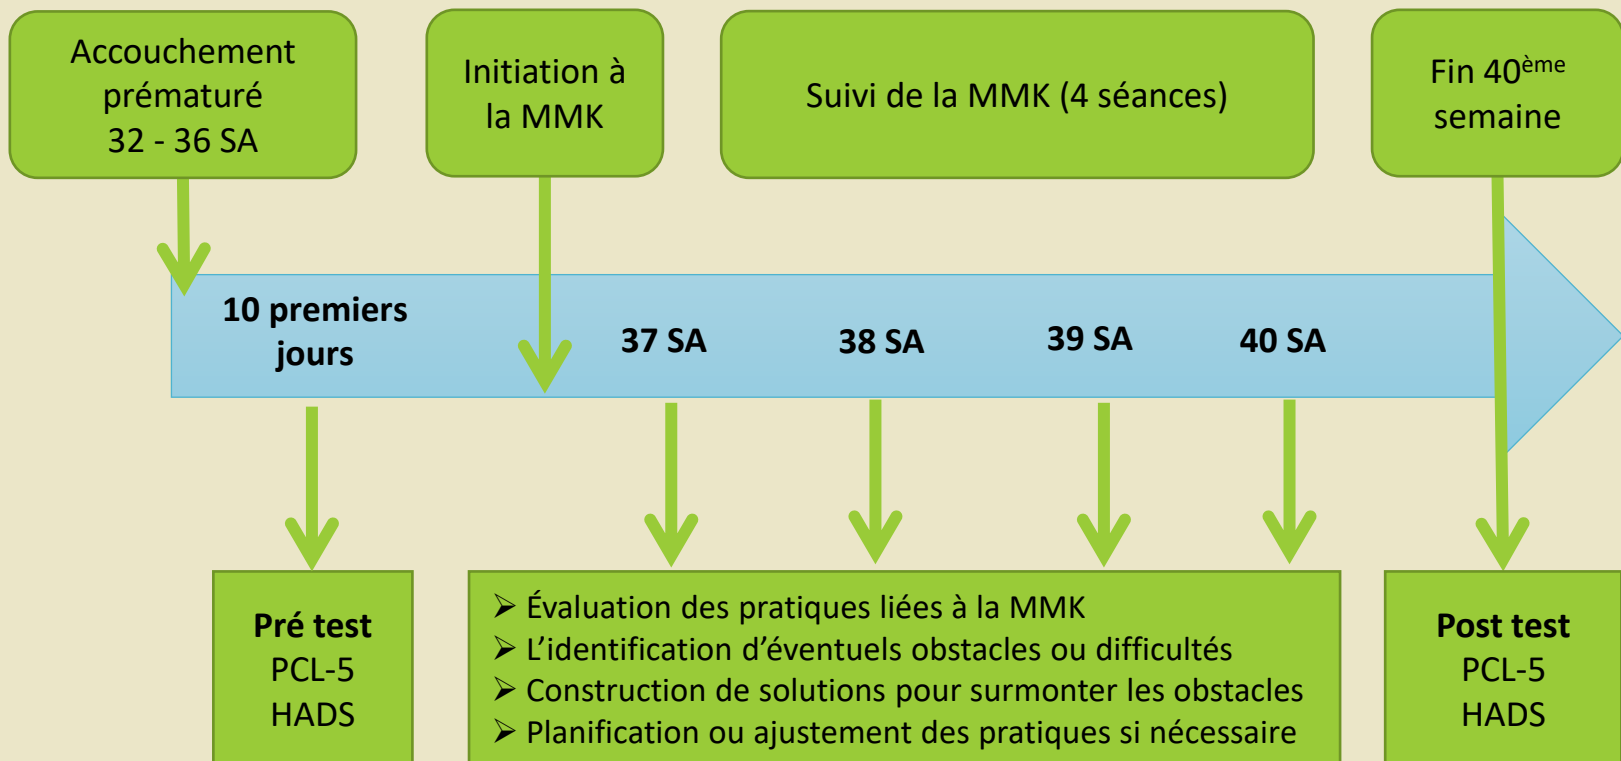 Accouchement
prématuré
32 - 36 SA
Initiation à
la MMK
Suivi de la MMK (4 séances)
Fin 40ème
semaine
10 premiers
jours
37 SA
38 SA
39 SA
40 SA
Pré test
PCL-5
HADS
➢ Évaluation des pratiques liées à la MMK
➢ L’identification d’éventuels obstacles ou difficultés
➢ Construction de solutions pour surmonter les obstacles
➢ Planification ou ajustement des pratiques si nécessaire
Post test
PCL-5
HADS